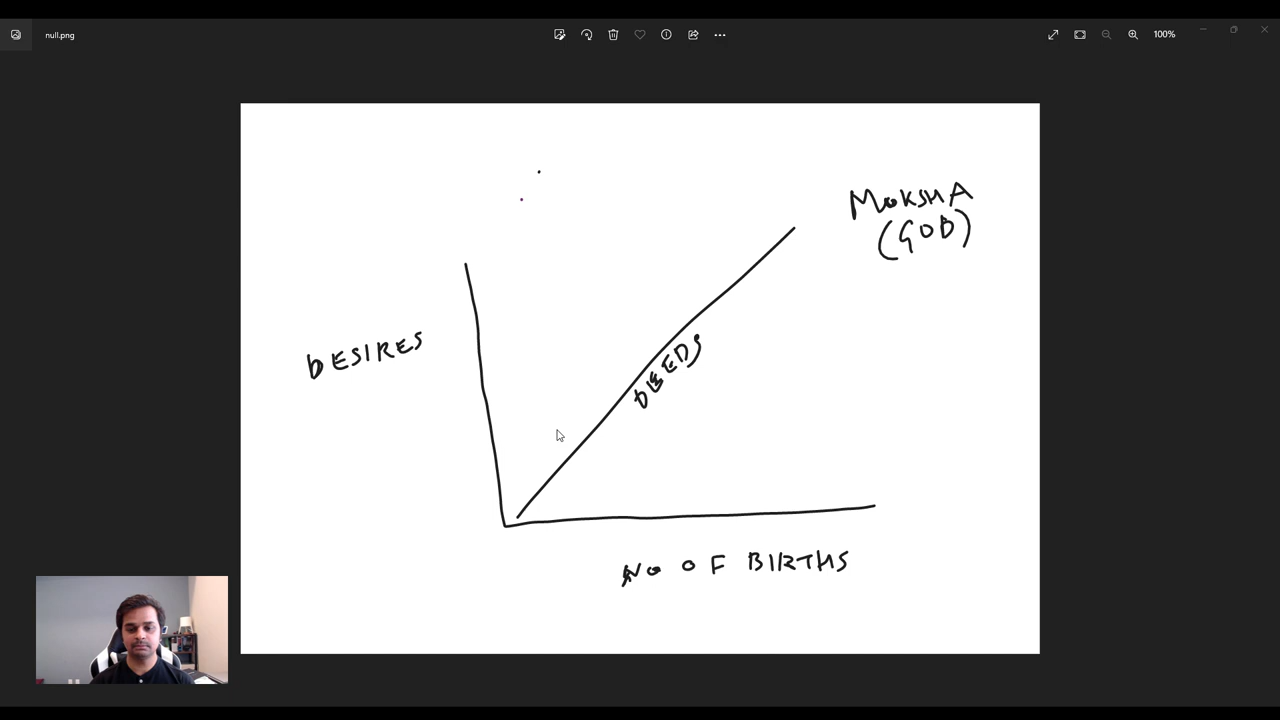 null.png
100%
MOKSHA
(GOD)
DESIRES
DEEDS
NO OF BIRTHS